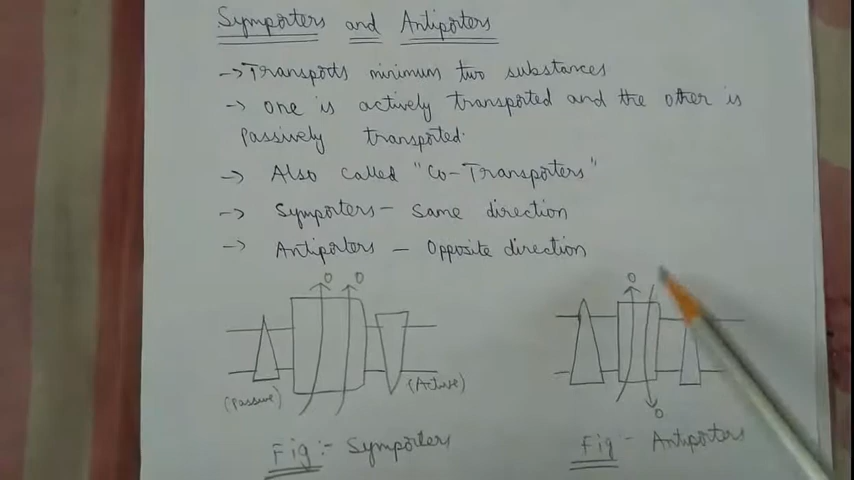 Symporters and Antiporters
→ Transports minimum two substances
→ one is actively transported and the other is
passively transported.
→ Also called "Co-Transporters"
→ Symporters - Same direction
→ Antiporters - Opposite direction
(Passive)
(Active)
Fig :- Symporters
Fig - Antiporters